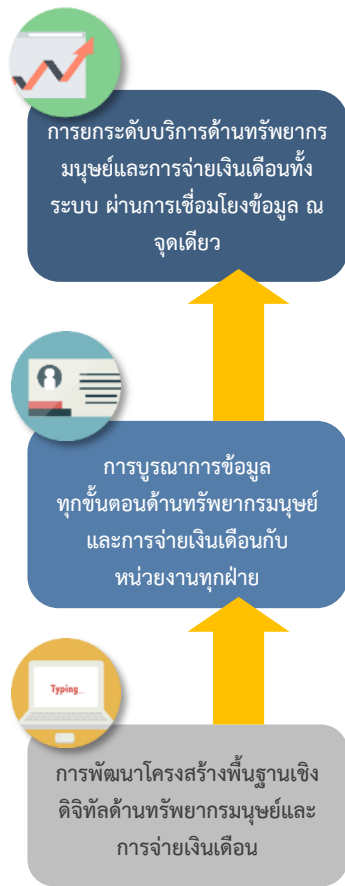 การยกระดับบริการด้านทรัพยากร
มนุษย์และการจ่ายเงินเดือนทั้ง
ระบบ ผ่านการเชื่อมโยงข้อมูล ณ
จุดเดียว
การบูรณาการข้อมูล
ทุกขั้นตอนด้านทรัพยากรมนุษย์
และการจ่ายเงินเดือนกับ
หน่วยงานทุกฝ่าย
Typing...
การพัฒนาโครงสร้างพื้นฐานเชิง
ดิจิทัลด้านทรัพยากรมนุษย์และ
การจ่ายเงินเดือน